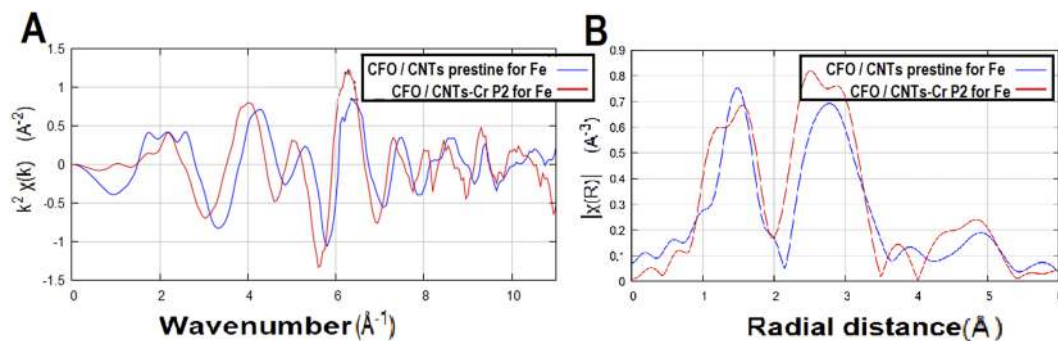 A
1.5
1
0.5
0
-0.5
-1
-1.5
k² χ(k) (A⁻²)
CFO / CNTs prestine for Fe
CFO / CNTs-Cr P2 for Fe
0 2 4 6 8 10
Wavenumber(Å⁻¹)
B
0.9
0.8
0.7
0.6
0.5
0.4
0.3
0.2
0.1
0
|χ(R)| (A⁻³)
CFO / CNTs prestine for Fe
CFO / CNTs-Cr P2 for Fe
0 1 2 3 4 5 6
Radial distance(Å)